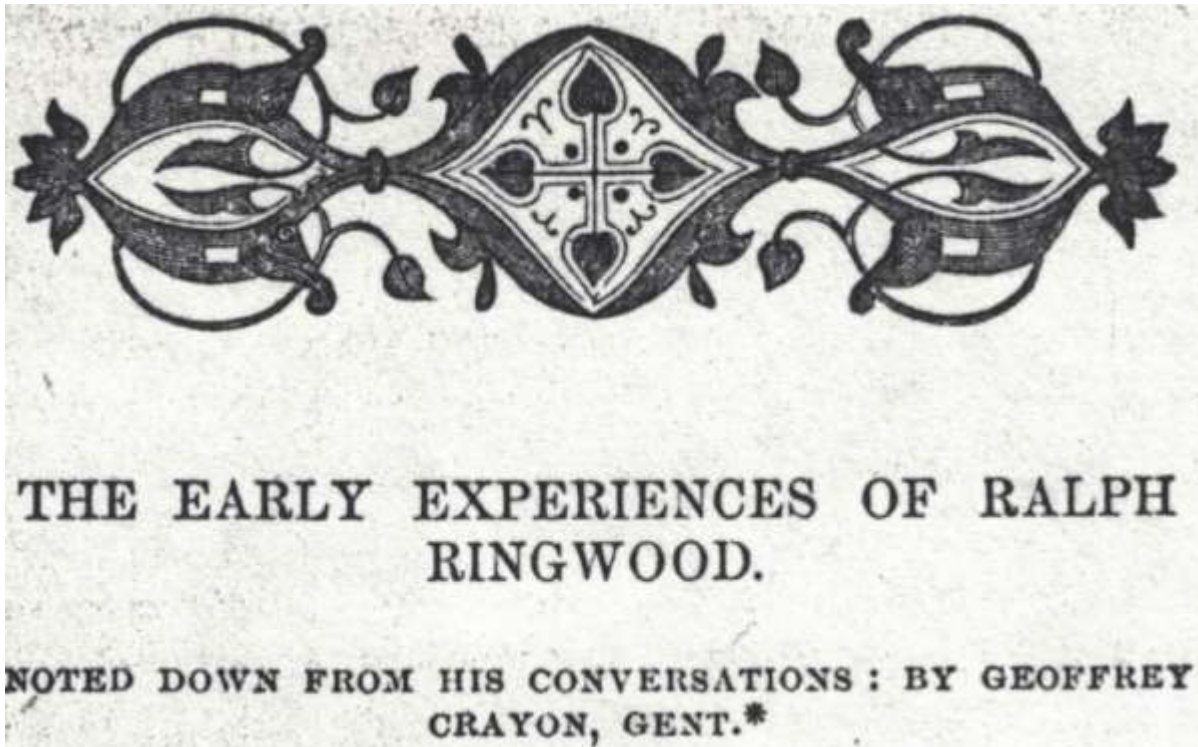 THE EARLY EXPERIENCES OF RALPH
RINGWOOD.
NOTED DOWN FROM HIS CONVERSATIONS: BY GEOFFREY
CRAYON, GENT.*